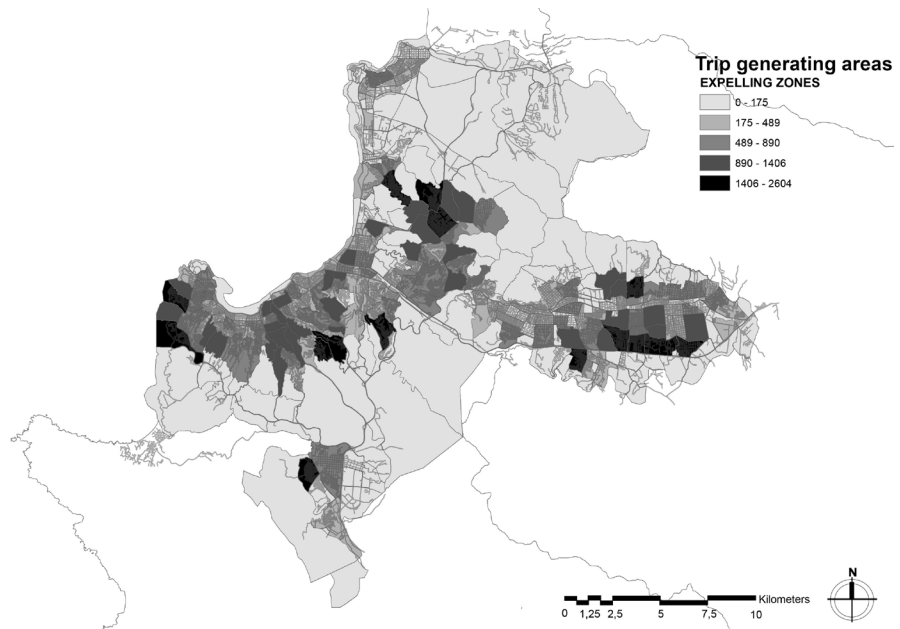 Trip generating areas
EXPELLING ZONES
0 - 175
175 - 489
489 - 890
890 - 1406
1406 - 2604
N
Kilometers
0 1,25 2,5 5 7,5 10